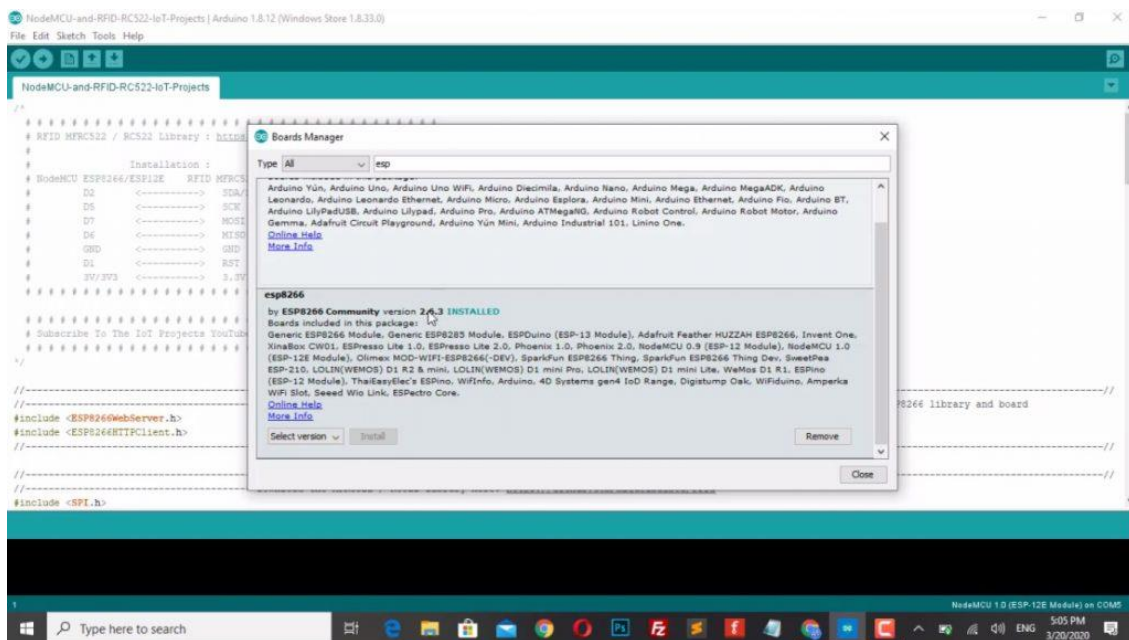 NodeMCU-and-RFID-RC522-IoT-Projects | Arduino 1.8.12 (Windows Store 1.8.33.0)
File Edit Sketch Tools Help
NodeMCU-and-RFID-RC522-IoT-Projects
/*
# # # # # # # # # # # # # # # # # # # # # # # # # # # # # # # # # # # # # # #
# RFID MFRC522 / RC522 Library : https
#
# Installation :
# NodeMCU ESP8266/ESP12E RFID MFRC5
# D2 <----------> SDA/
# D5 <----------> SCK
# D7 <----------> MOSI
# D6 <----------> MISO
# GND <----------> GND
# D1 <----------> RST
# 3V/3V3 <----------> 3.3V
# # # # # # # # # # # # # # # # # # # # # #
# # # # # # # # # # # # # # # # # # # # # #
# Subscribe To The IoT Projects YouTub
# # # # # # # # # # # # # # # # # # # # # #
*/
Boards Manager
Type All esp
Arduino Yún, Arduino Uno, Arduino Uno WiFi, Arduino Diecimila, Arduino Nano, Arduino Mega, Arduino MegaADK, Arduino
Leonardo, Arduino Leonardo Ethernet, Arduino Micro, Arduino Esplora, Arduino Mini, Arduino Ethernet, Arduino Fio, Arduino BT,
Arduino LilyPadUSB, Arduino Lilypad, Arduino Pro, Arduino ATMegaNG, Arduino Robot Control, Arduino Robot Motor, Arduino
Gemma, Adafruit Circuit Playground, Arduino Yún Mini, Arduino Industrial 101, Linino One.
Online Help
More Info
esp8266
by ESP8266 Community version 2.6.3 INSTALLED
Boards included in this package:
Generic ESP8266 Module, Generic ESP8285 Module, ESPDuino (ESP-13 Module), Adafruit Feather HUZZAH ESP8266, Invent One,
XinaBox CW01, ESPresso Lite 1.0, ESPresso Lite 2.0, Phoenix 1.0, Phoenix 2.0, NodeMCU 0.9 (ESP-12 Module), NodeMCU 1.0
(ESP-12E Module), Olimex MOD-WIFI-ESP8266(-DEV), SparkFun ESP8266 Thing, SparkFun ESP8266 Thing Dev, SweetPea
ESP-210, LOLIN(WEMOS) D1 R2 & mini, LOLIN(WEMOS) D1 mini Pro, LOLIN(WEMOS) D1 mini Lite, WeMos D1 R1, ESPino
(ESP-12 Module), ThaiEasyElec's ESPino, WifInfo, Arduino, 4D Systems gen4 IoD Range, Digistump Oak, WiFiduino, Amperka
WiFi Slot, Seeed Wio Link, ESPectro Core.
Online Help
More Info
Select version Install Remove
Close
//----------------------------------------//
//---------------------------------------- P8266 library and board
#include <ESP8266WebServer.h>
#include <ESP8266HTTPClient.h>
//----------------------------------------//
//----------------------------------------
//----------------------------------------//
#include <SPI.h>
1 NodeMCU 1.0 (ESP-12E Module) on COM5
Type here to search
Ps
Fz
ENG
5:05 PM
3/20/2020